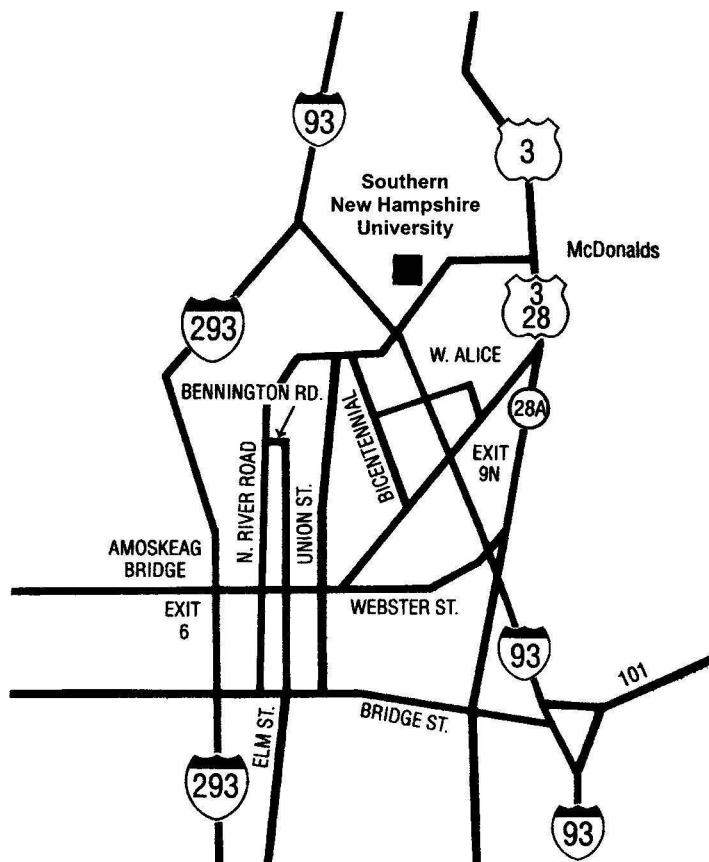 93
3
Southern
New Hampshire
University
McDonalds
3
28
293
W. ALICE
BENNINGTON RD.
28A
BICENTENNIAL
EXIT
9N
N. RIVER ROAD
UNION ST.
AMOSKEAG
BRIDGE
EXIT
6
WEBSTER ST.
93
101
BRIDGE ST.
ELM ST.
293
93